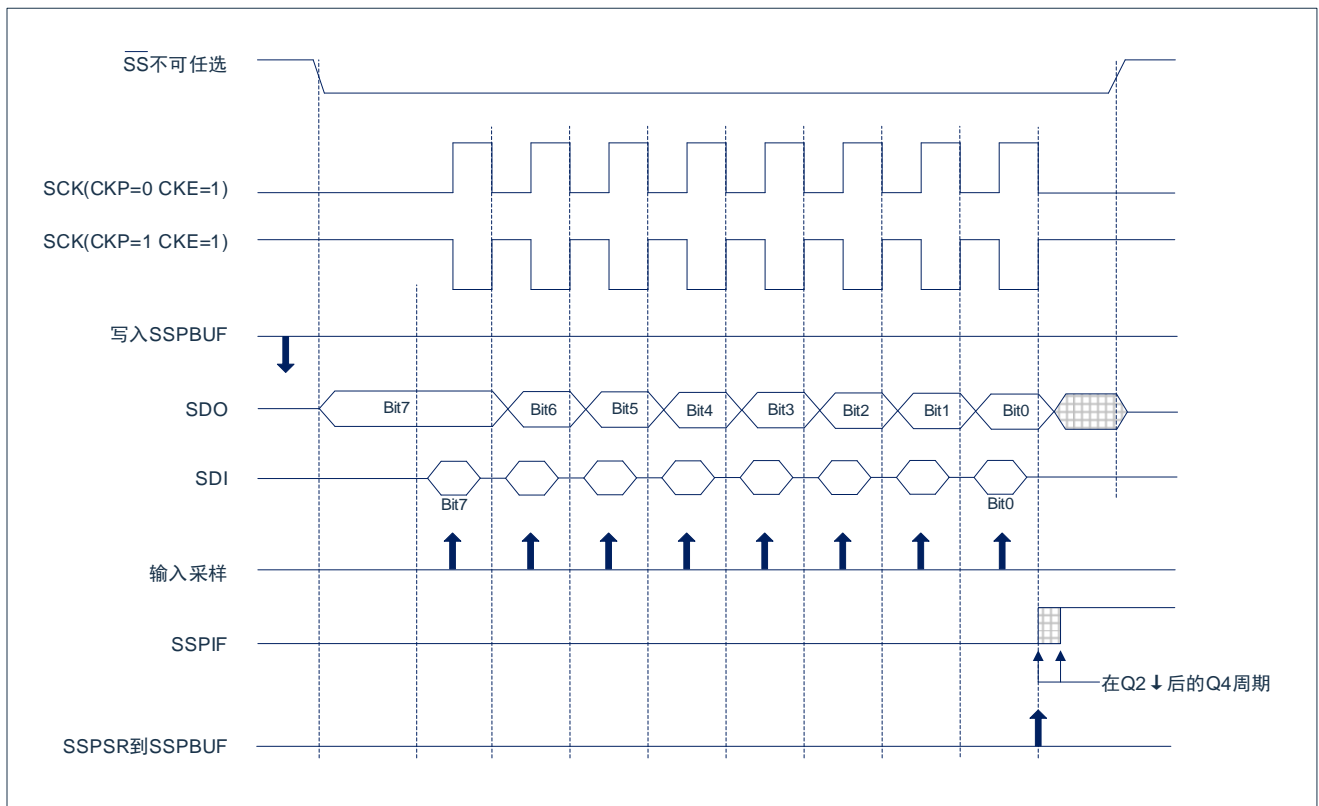 SS不可任选
SCK(CKP=0 CKE=1)
SCK(CKP=1 CKE=1)
写入SSPBUF
SDO
Bit7 Bit6 Bit5 Bit4 Bit3 Bit2 Bit1 Bit0
SDI
Bit7 Bit0
输入采样
SSPIF
在Q2↓后的Q4周期
SSPSR到SSPBUF